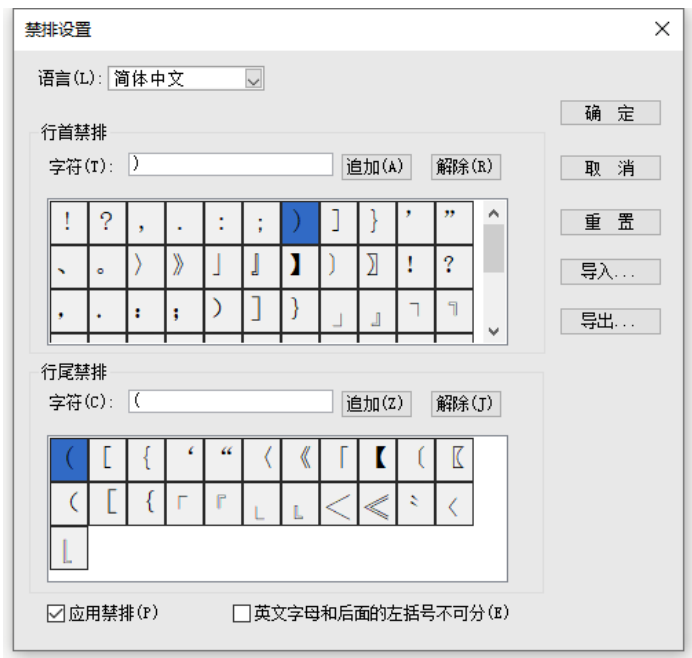 禁排设置
语言(L): 简体中文
确 定
行首禁排
字符(T): ) 追加(A) 解除(R)
取 消
! ? , . : ; ) ] } ’ ”
重 置
、 。 〉 》 」 』 】 〕 〗 ！ ？
导入...
， ． ： ； ） ］ ｝ ﹂ ﹄ ﹁ ﹃
导出...
行尾禁排
字符(C): ( 追加(Z) 解除(J)
( [ { ‘ “ 〈 《 「 【 〔 〖
（ ［ ｛ ﹁ ﹃ ﹂ ﹄ ＜ ≪ 〈
应用禁排(P) 英文字母和后面的左括号不可分(E)